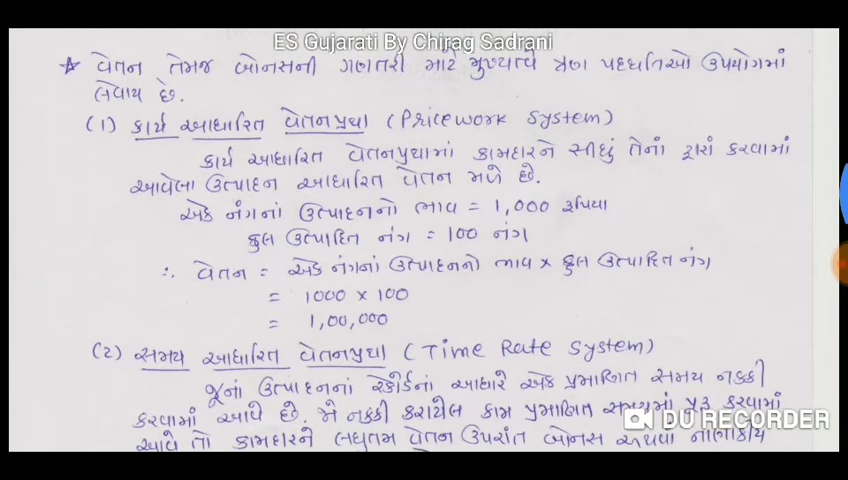 ES Gujarati By Chirag Sadrani
* વેતન તેમજ બોનસની ગણતરી માટે મુખ્યત્વે ત્રણ પદ્ધતિઓ ઉપયોગમાં
લેવાય છે.
(1) કાર્ય આધારિત વેતનપ્રથા (Pricework System)
કાર્ય આધારિત વેતનપ્રથામાં કામદારને સીધું તેનાં દ્વારાં કરવામાં
આવેલા ઉત્પાદન આધારિત વેતન મળે છે.
એક નંગનાં ઉત્પાદનનો ભાવ = 1,000 રૂપિયા
કુલ ઉત્પાદિત નંગ = 100 નંગ
∴ વેતન = એક નંગનાં ઉત્પાદનનો ભાવ × કુલ ઉત્પાદિત નંગ
= 1000 × 100
= 1,00,000
(2) સમય આધારિત વેતનપ્રથા (Time Rate System)
જૂનાં ઉત્પાદનનાં રેકોર્ડનાં આધારે એક પ્રમાણિત સમય નક્કી
કરવામાં આવે છે. જે નક્કી કરાયેલ કામ પ્રમાણિત સમયમાં પૂરૂ કરવામાં
DU RECORDER
આવે તો કામદારને લઘુતમ વેતન ઉપરાંત બોનસ અથવા નાણાકીય